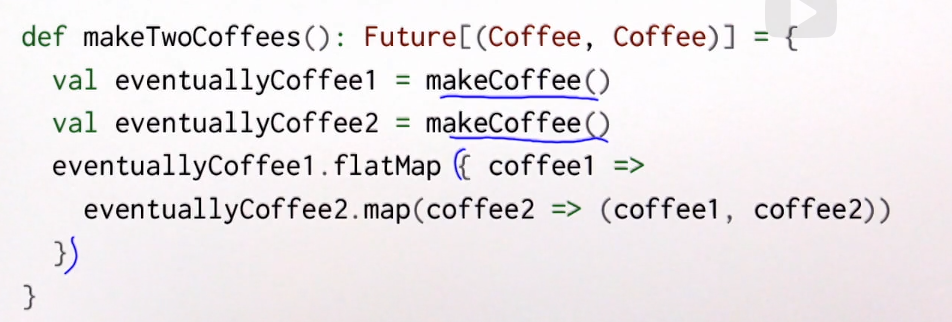 def makeTwoCoffees(): Future[(Coffee, Coffee)] = {
  val eventuallyCoffee1 = makeCoffee()
  val eventuallyCoffee2 = makeCoffee()
  eventuallyCoffee1.flatMap ({ coffee1 =>
    eventuallyCoffee2.map(coffee2 => (coffee1, coffee2))
  })
}